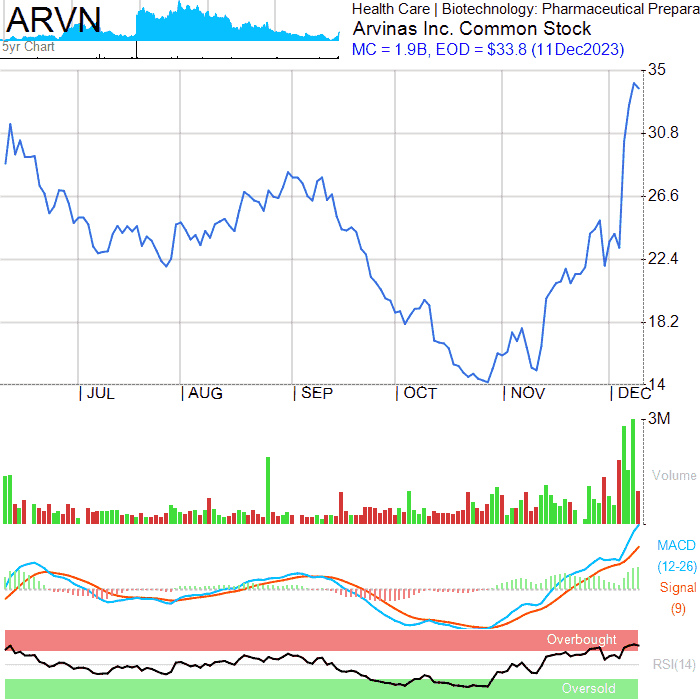 ARVN
5yr Chart
Health Care | Biotechnology: Pharmaceutical Prepara
Arvinas Inc. Common Stock
MC = 1.9B, EOD = $33.8 (11Dec2023)
35
30.8
26.6
22.4
18.2
14
|JUL |AUG |SEP |OCT |NOV |DEC
3M
Volume
MACD
(12-26)
Signal
(9)
Overbought
RSI(14)
Oversold